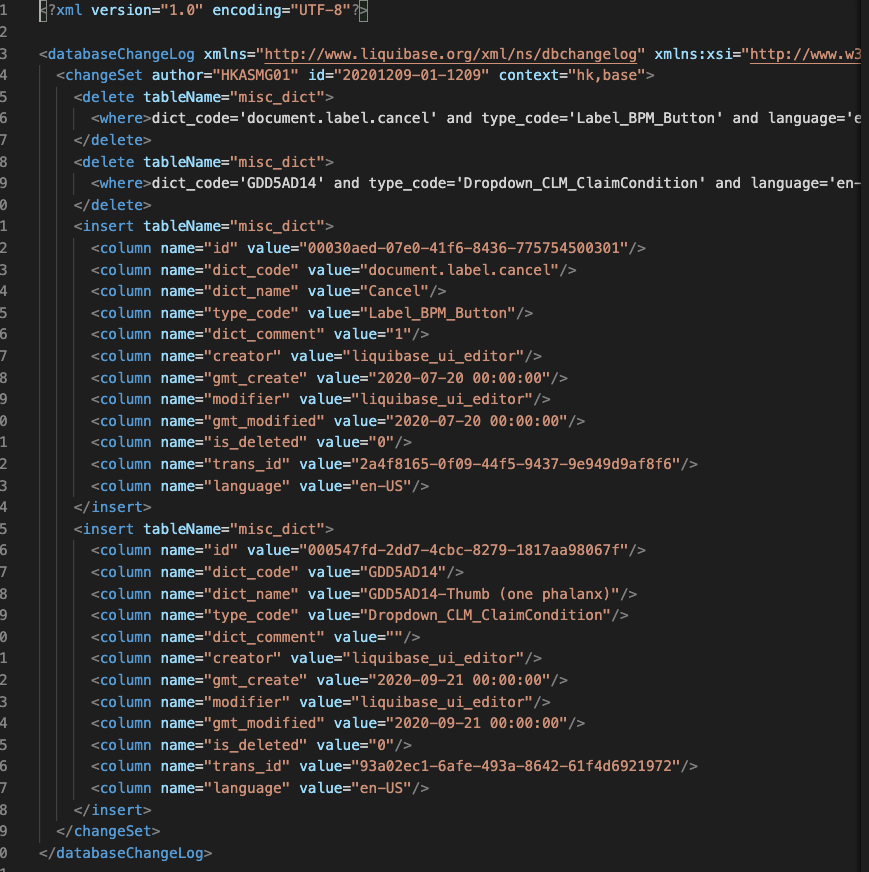 1 <?xml version="1.0" encoding="UTF-8"?>
2
3 <databaseChangeLog xmlns="http://www.liquibase.org/xml/ns/dbchangelog" xmlns:xsi="http://www.w3
4 <changeSet author="HKASMG01" id="20201209-01-1209" context="hk,base">
5 <delete tableName="misc_dict">
6 <where>dict_code='document.label.cancel' and type_code='Label_BPM_Button' and language='e
7 </delete>
8 <delete tableName="misc_dict">
9 <where>dict_code='GDD5AD14' and type_code='Dropdown_CLM_ClaimCondition' and language='en-
0 </delete>
1 <insert tableName="misc_dict">
2 <column name="id" value="00030aed-07e0-41f6-8436-775754500301"/>
3 <column name="dict_code" value="document.label.cancel"/>
4 <column name="dict_name" value="Cancel"/>
5 <column name="type_code" value="Label_BPM_Button"/>
6 <column name="dict_comment" value="1"/>
7 <column name="creator" value="liquibase_ui_editor"/>
8 <column name="gmt_create" value="2020-07-20 00:00:00"/>
9 <column name="modifier" value="liquibase_ui_editor"/>
0 <column name="gmt_modified" value="2020-07-20 00:00:00"/>
1 <column name="is_deleted" value="0"/>
2 <column name="trans_id" value="2a4f8165-0f09-44f5-9437-9e949d9af8f6"/>
3 <column name="language" value="en-US"/>
4 </insert>
5 <insert tableName="misc_dict">
6 <column name="id" value="000547fd-2dd7-4cbc-8279-1817aa98067f"/>
7 <column name="dict_code" value="GDD5AD14"/>
8 <column name="dict_name" value="GDD5AD14-Thumb (one phalanx)"/>
9 <column name="type_code" value="Dropdown_CLM_ClaimCondition"/>
0 <column name="dict_comment" value=""/>
1 <column name="creator" value="liquibase_ui_editor"/>
2 <column name="gmt_create" value="2020-09-21 00:00:00"/>
3 <column name="modifier" value="liquibase_ui_editor"/>
4 <column name="gmt_modified" value="2020-09-21 00:00:00"/>
5 <column name="is_deleted" value="0"/>
6 <column name="trans_id" value="93a02ec1-6afe-493a-8642-61f4d6921972"/>
7 <column name="language" value="en-US"/>
8 </insert>
9 </changeSet>
0 </databaseChangeLog>